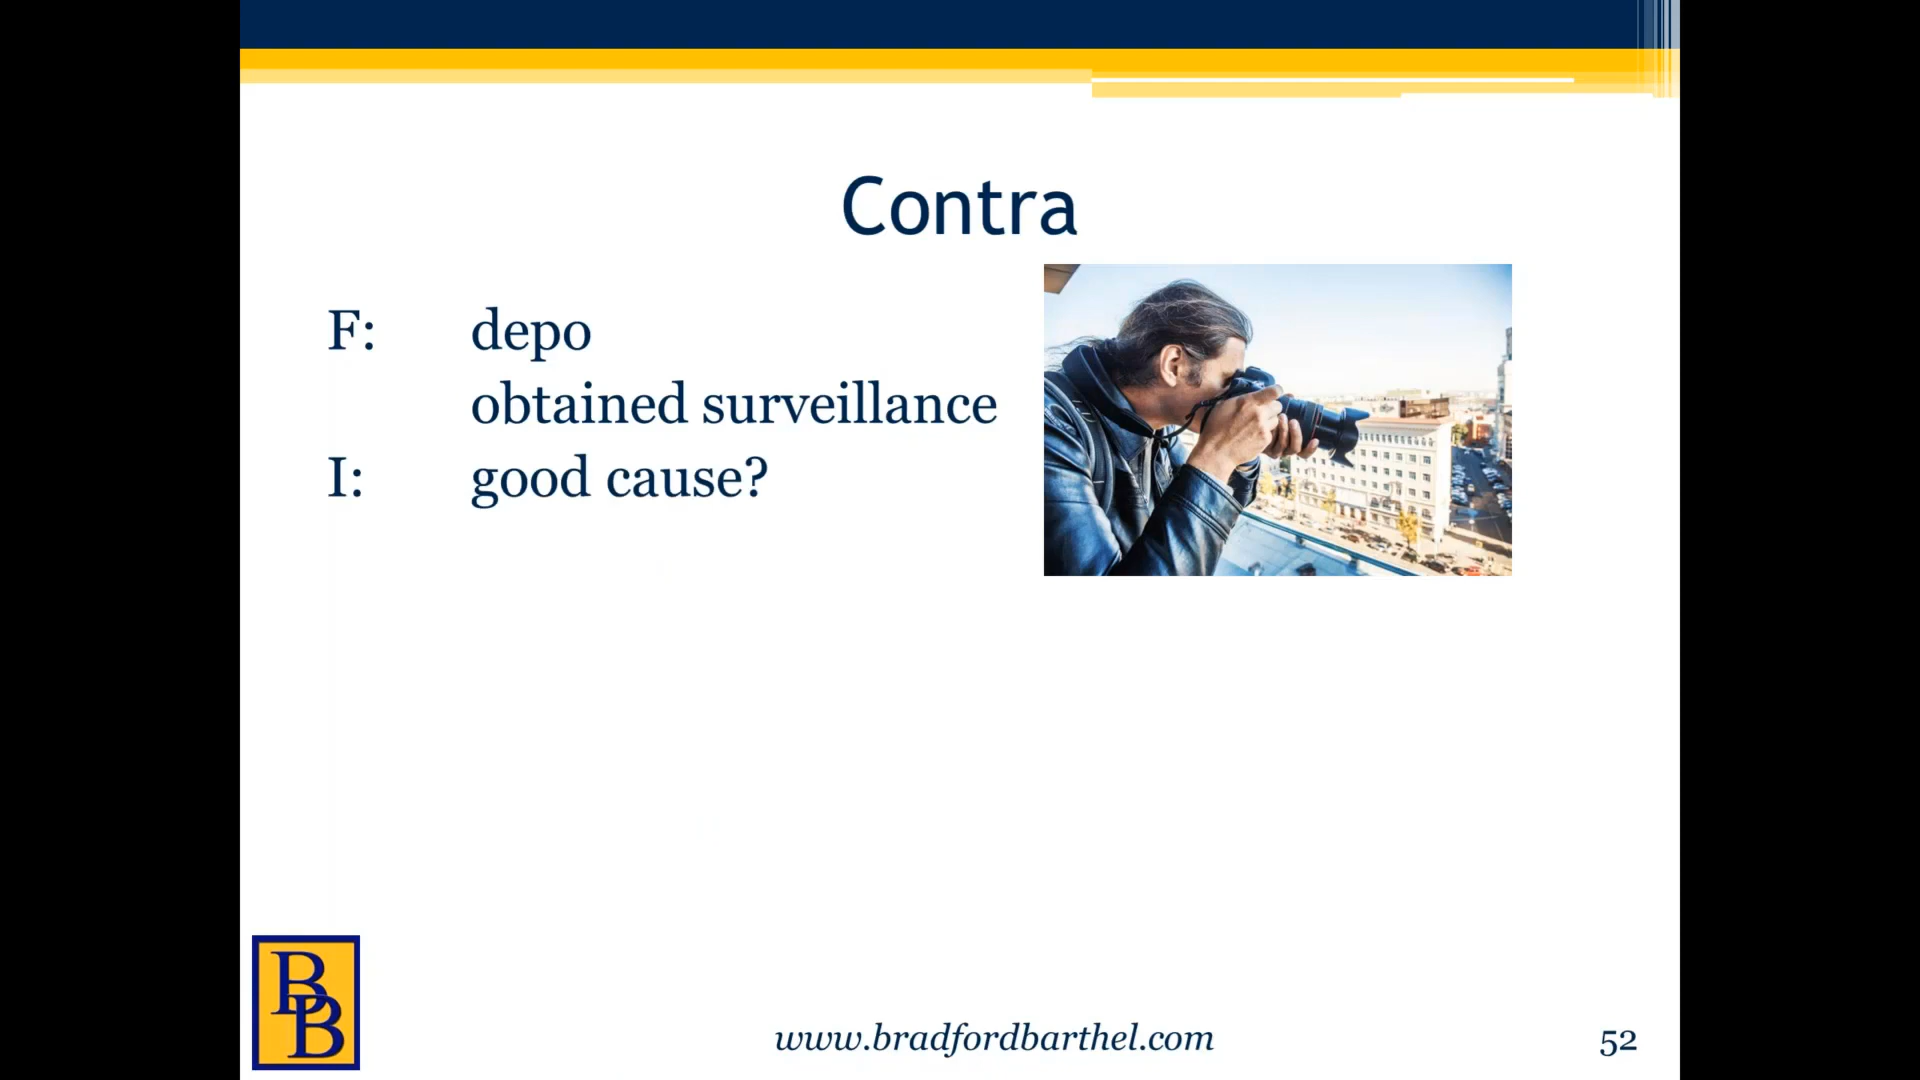 Contra
F: depo
obtained surveillance
I: good cause?
BB
www.bradfordbarthel.com
52